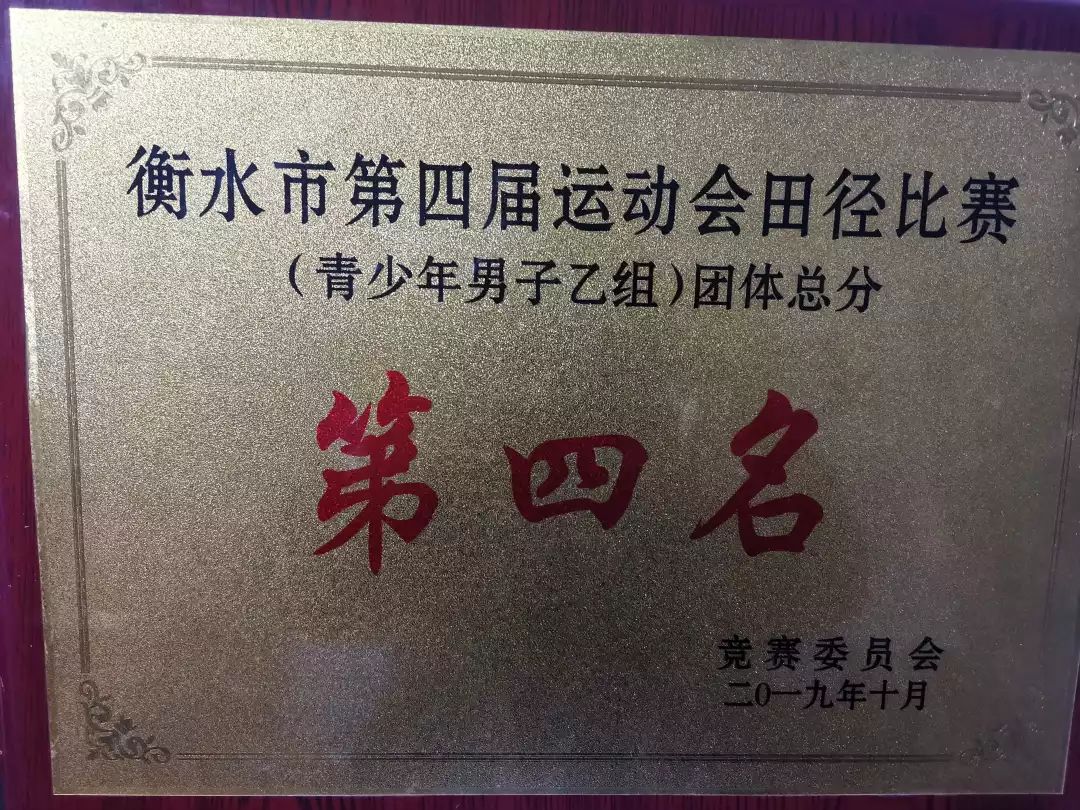 衡水市第四届运动会田径比赛
（青少年男子乙组）团体总分
第四名
竞赛委员会
二0一九年十月